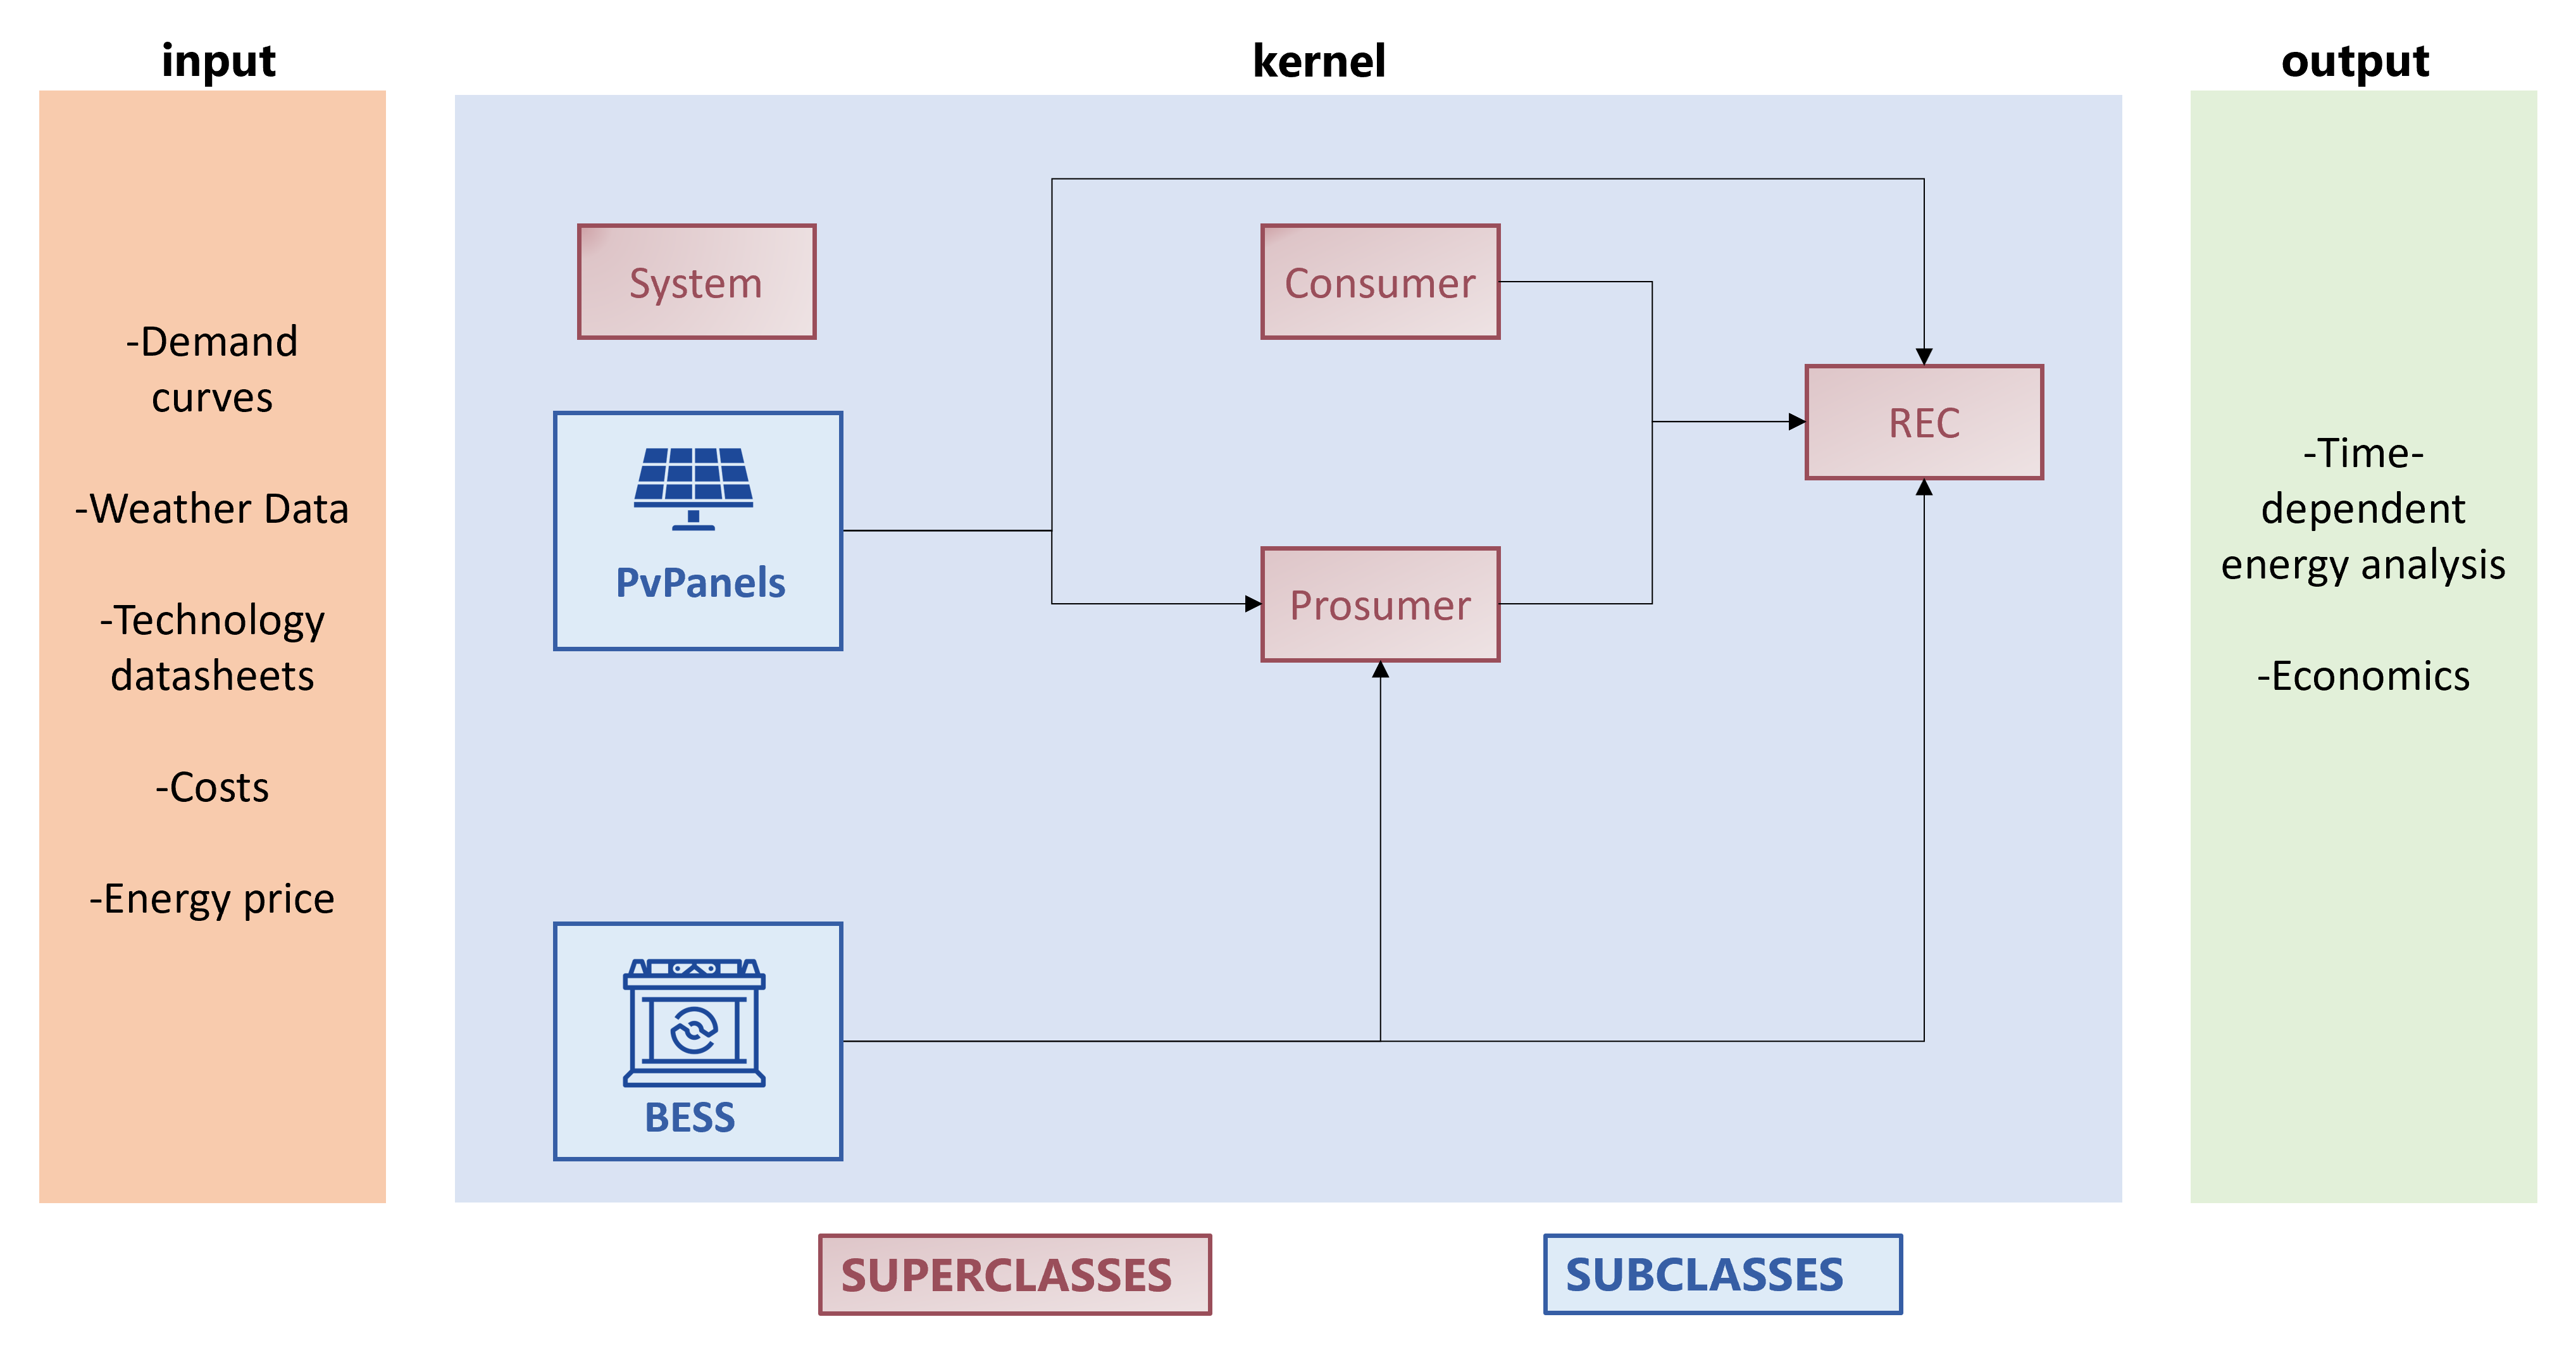 input
kernel
output
-Demand
curves
-Weather Data
-Technology
datasheets
-Costs
-Energy price
System
Consumer
REC
PvPanels
Prosumer
BESS
-Time-
dependent
energy analysis
-Economics
SUPERCLASSES
SUBCLASSES